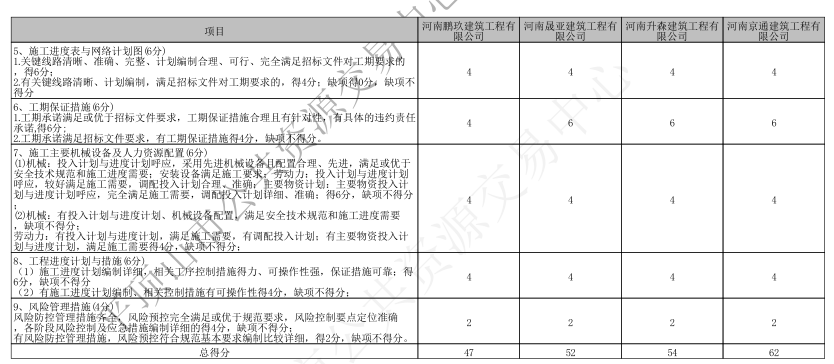 项目
河南鹏玖建筑工程有限公司
河南晟亚建筑工程有限公司
河南升森建筑工程有限公司
河南京通建筑工程有限公司
5、施工进度表与网络计划图(6分)
1.关键线路清晰、准确、完整、计划编制合理、可行、完全满足招标文件对工期要求的
，得6分；
2.有关键线路清晰、计划编制，满足招标文件对工期要求的，得4分；缺项得0分，缺项不
得分
4 4 4 4
6、工期保证措施(6分)
1.工期承诺满足或优于招标文件要求，工期保证措施合理且有针对性，有具体的违约责任
承诺,得6分;
2.工期承诺满足招标文件要求，有工期保证措施得4分，缺项不得分。
4 6 6 6
7、施工主要机械设备及人力资源配置(6分)
⑴机械：投入计划与进度计划呼应，采用先进机械设备且配置合理、先进，满足或优于
安全技术规范和施工进度需要；安装设备满足施工要求；劳动力：投入计划与进度计划
呼应，较好满足施工需要，调配投入计划合理、准确；主要物资计划：主要物资投入计
划与进度计划呼应，完全满足施工需要，调配投入计划详细、准确；得6分，缺项不得分
；
⑵机械：有投入计划与进度计划、机械设备配置，满足安全技术规范和施工进度需要
，缺项不得分；
劳动力：有投入计划与进度计划，满足施工需要，有调配投入计划；有主要物资投入计
划与进度计划，满足施工需要得4分，缺项不得分；
4 4 4 4
8、工程进度计划与措施(6分)
（1）施工进度计划编制详细，相关工序控制措施得力、可操作性强，保证措施可靠；得
6分，缺项不得分
（2）有施工进度计划编制、相关控制措施有可操作性得4分，缺项不得分；
4 4 4 4
9、风险管理措施(4分)
风险防控管理措施齐全，风险预控完全满足或优于规范要求，风险控制要点定位准确
，各阶段风险控制及应急措施编制详细的得4分，缺项不得分；
有风险防控管理措施，风险预控符合规范基本要求编制比较详细，得2分，缺项不得分。
2 2 2 2
总得分 47 52 54 62
平顶山市公共资源交易中心
市公共资源交易中心